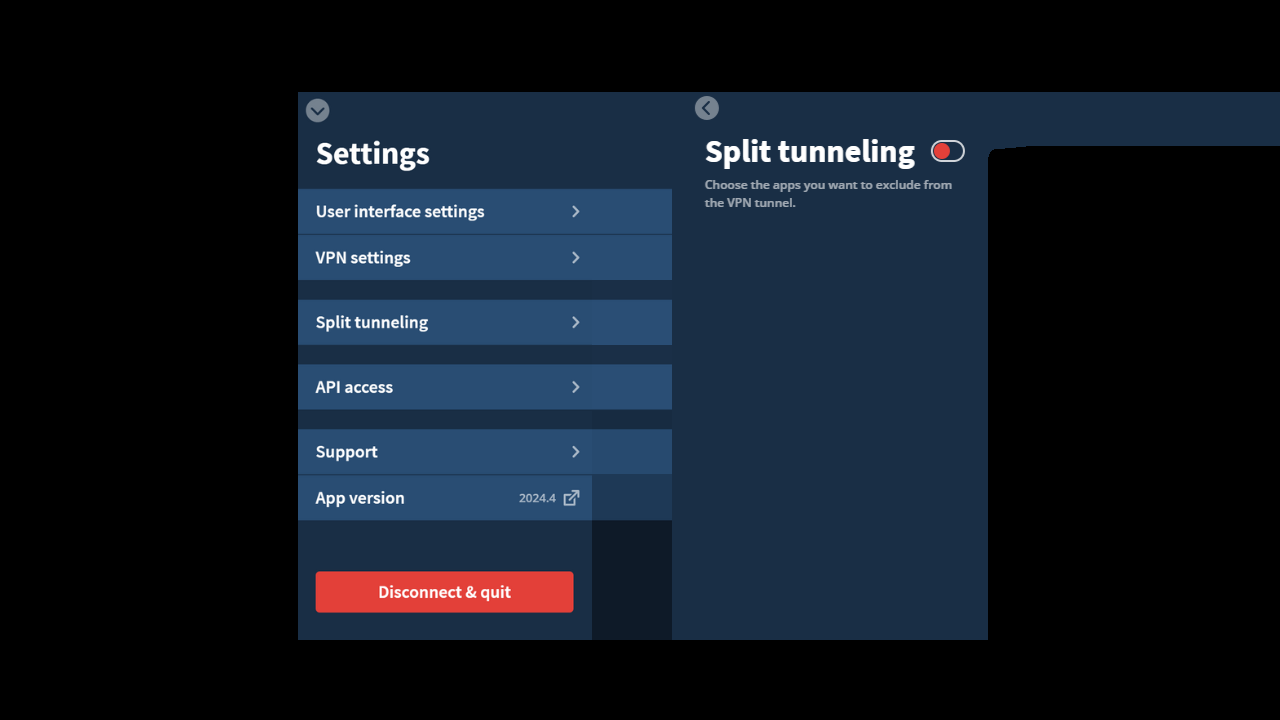 Settings
User interface settings
VPN settings
Split tunneling
API access
Support
App version 2024.4
Disconnect & quit
Split tunneling
Choose the apps you want to exclude from
the VPN tunnel.